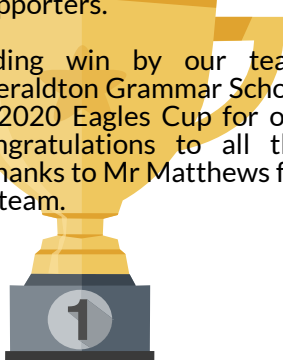 pporters.
ding win by our tea
eraldton Grammar Scho
2020 Eagles Cup for o
ngratulations to all t
hanks to Mr Matthews f
team.
1